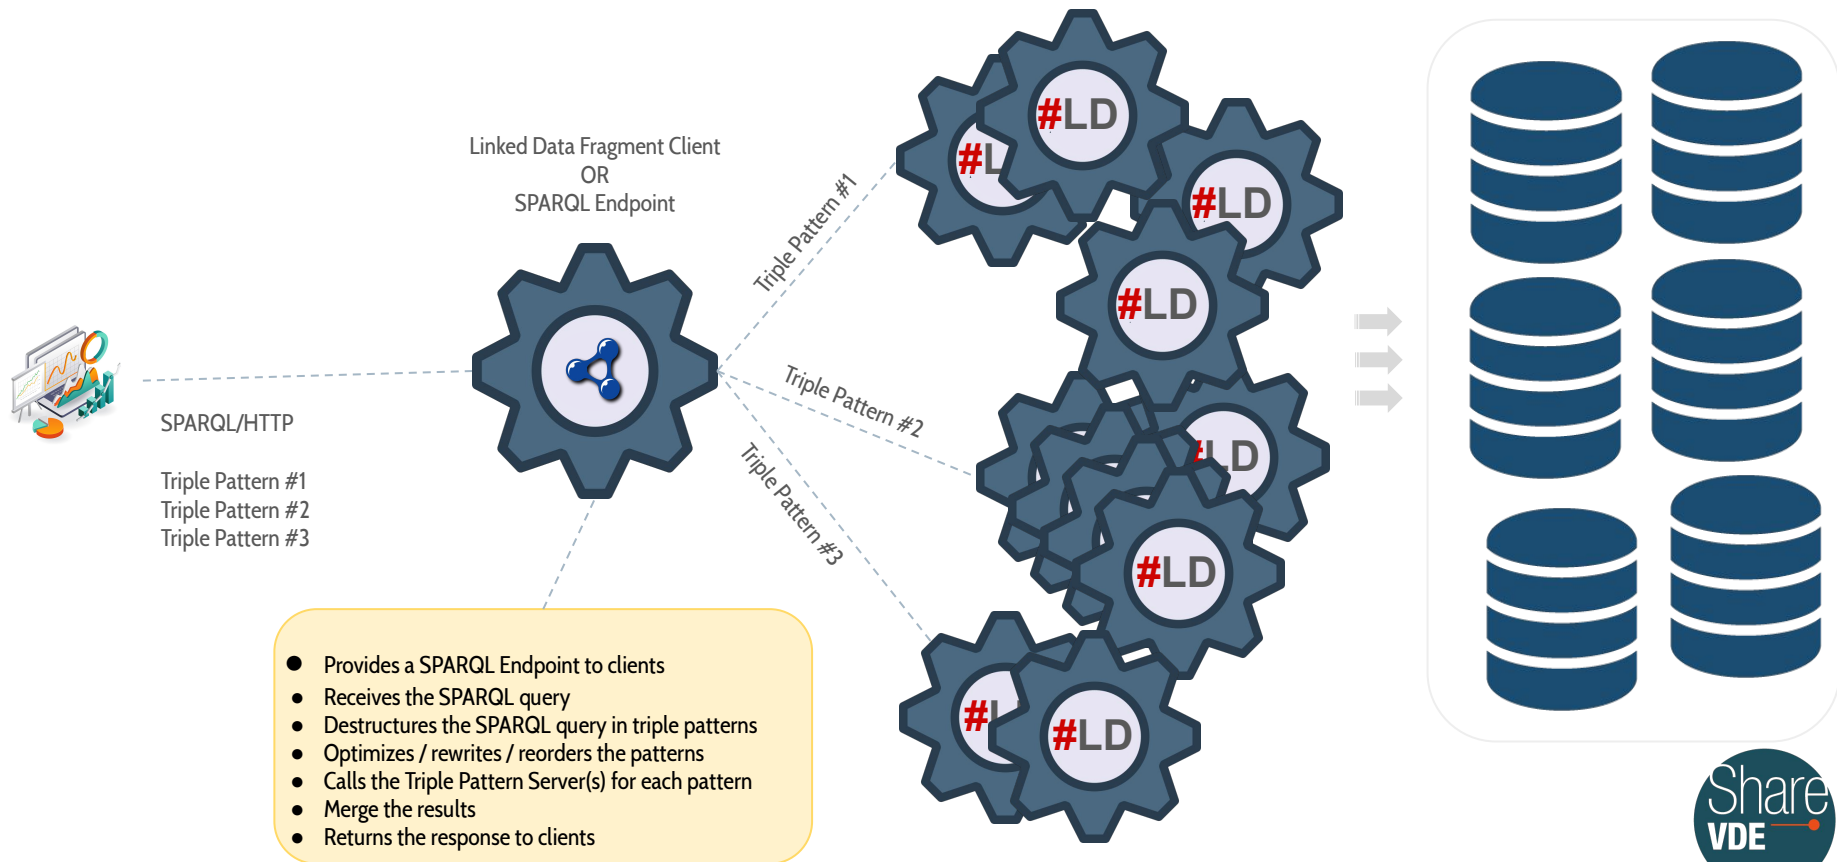 Linked Data Fragment Client
OR
SPARQL Endpoint
SPARQL/HTTP
Triple Pattern #1
Triple Pattern #2
Triple Pattern #3
Triple Pattern #1
Triple Pattern #2
Triple Pattern #3
#L
#LD
#LD
#LD
#LD
#LD
#L
#LD
● Provides a SPARQL Endpoint to clients
● Receives the SPARQL query
● Destructures the SPARQL query in triple patterns
● Optimizes / rewrites / reorders the patterns
● Calls the Triple Pattern Server(s) for each pattern
● Merge the results
● Returns the response to clients
Share
VDE